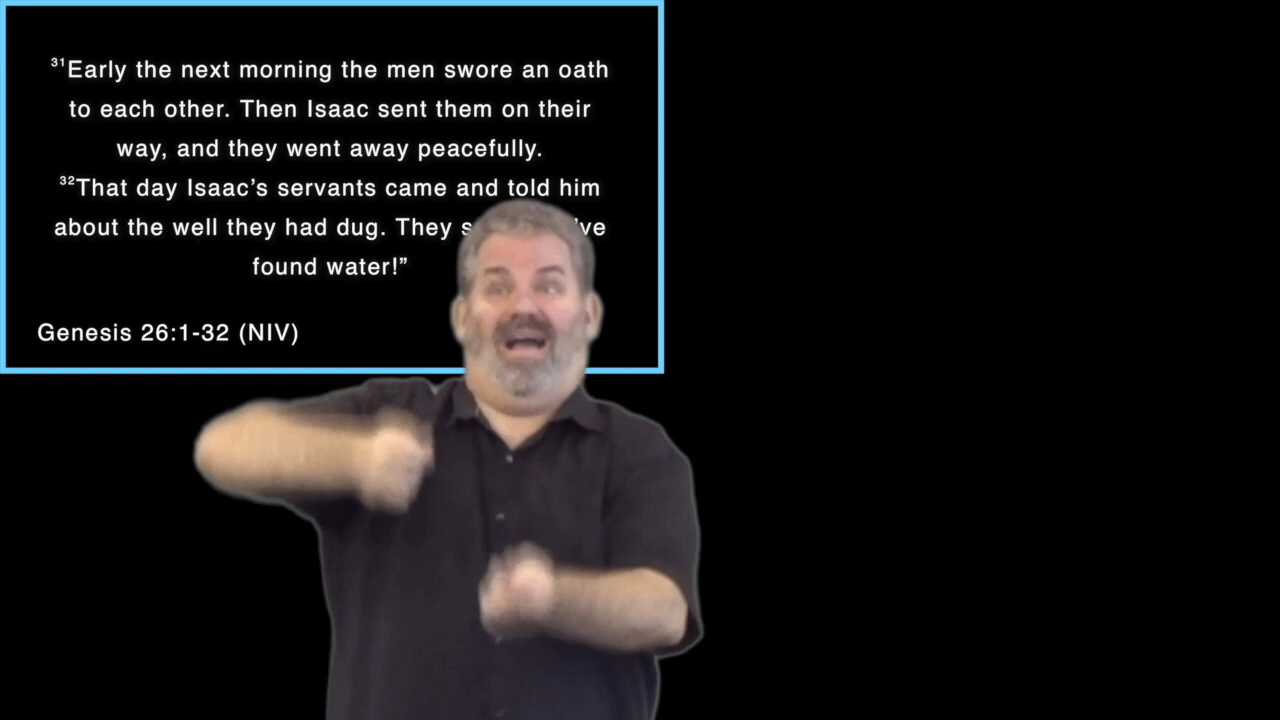 ³¹Early the next morning the men swore an oath
to each other. Then Isaac sent them on their
way, and they went away peacefully.
³²That day Isaac’s servants came and told him
about the well they had dug. They
found water!”
Genesis 26:1-32 (NIV)